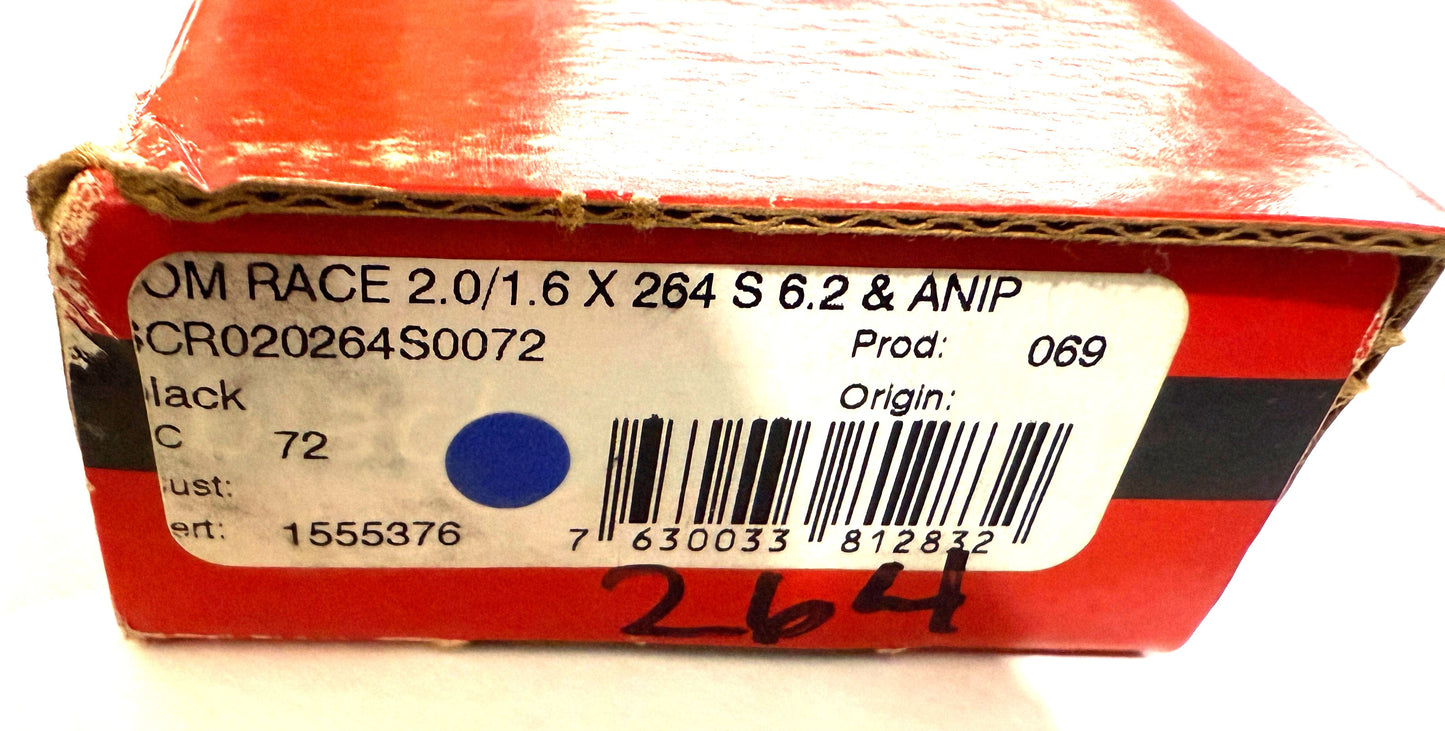 OM RACE 2.0/1.6 X 264 S 6.2 & ANIP
CR020264S0072
Prod: 069
lack
Origin:
C 72
ust:
ert: 1555376
7 630033 812832
264